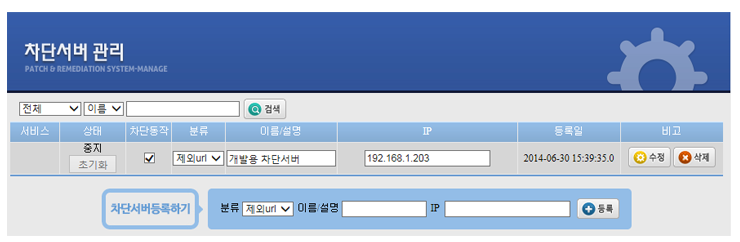 차단서버 관리
PATCH & REMEDIATION SYSTEM-MANAGE
전체 이름 검색
서비스 상태 차단동작 분류 이름/설명 IP 등록일 비고
중지
초기화 제외url 개발용 차단서버 192.168.1.203 2014-06-30 15:39:35.0 수정 삭제
차단서버등록하기 분류 제외url 이름/설명 IP 등록